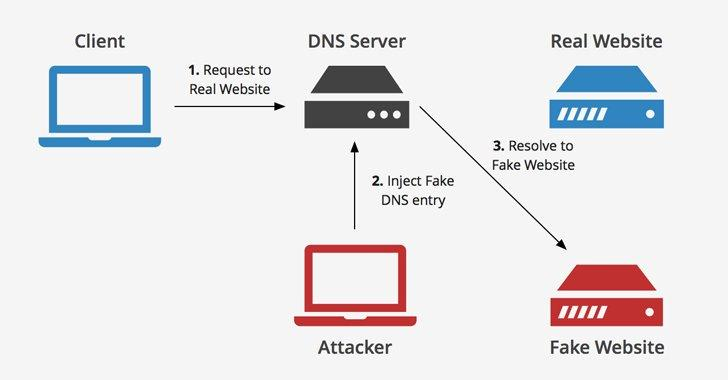 Client
DNS Server
Real Website
1. Request to
Real Website
3. Resolve to
Fake Website
2. Inject Fake
DNS entry
Attacker
Fake Website